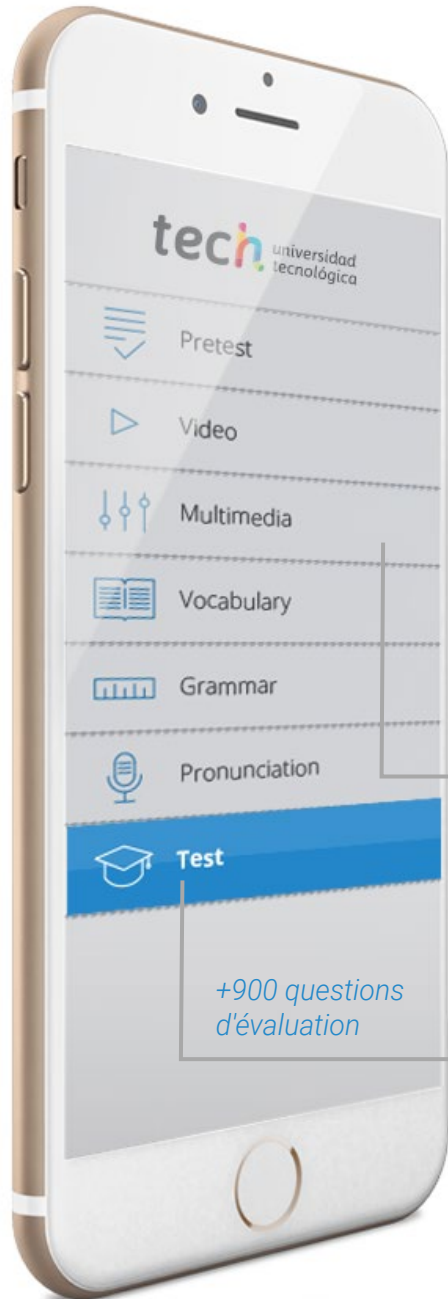 tech universidad
tecnológica
Pretest
Video
Multimedia
Vocabulary
Grammar
Pronunciation
Test
+900 questions
d'évaluation